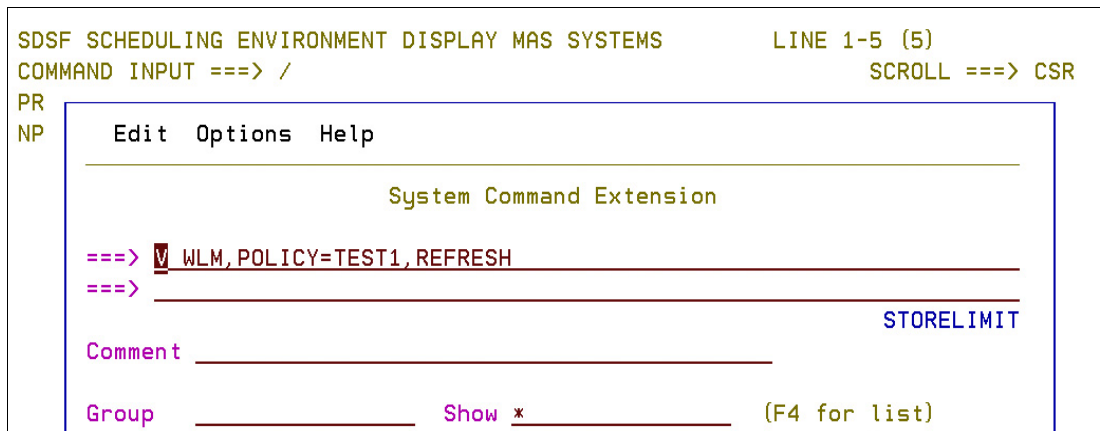 SDSF SCHEDULING ENVIRONMENT DISPLAY MAS SYSTEMS LINE 1-5 (5)
COMMAND INPUT ===> / SCROLL ===> CSR
PR
NP Edit Options Help
System Command Extension
===> V WLM,POLICY=TEST1,REFRESH
===>
STORELIMIT
Comment
Group Show * (F4 for list)